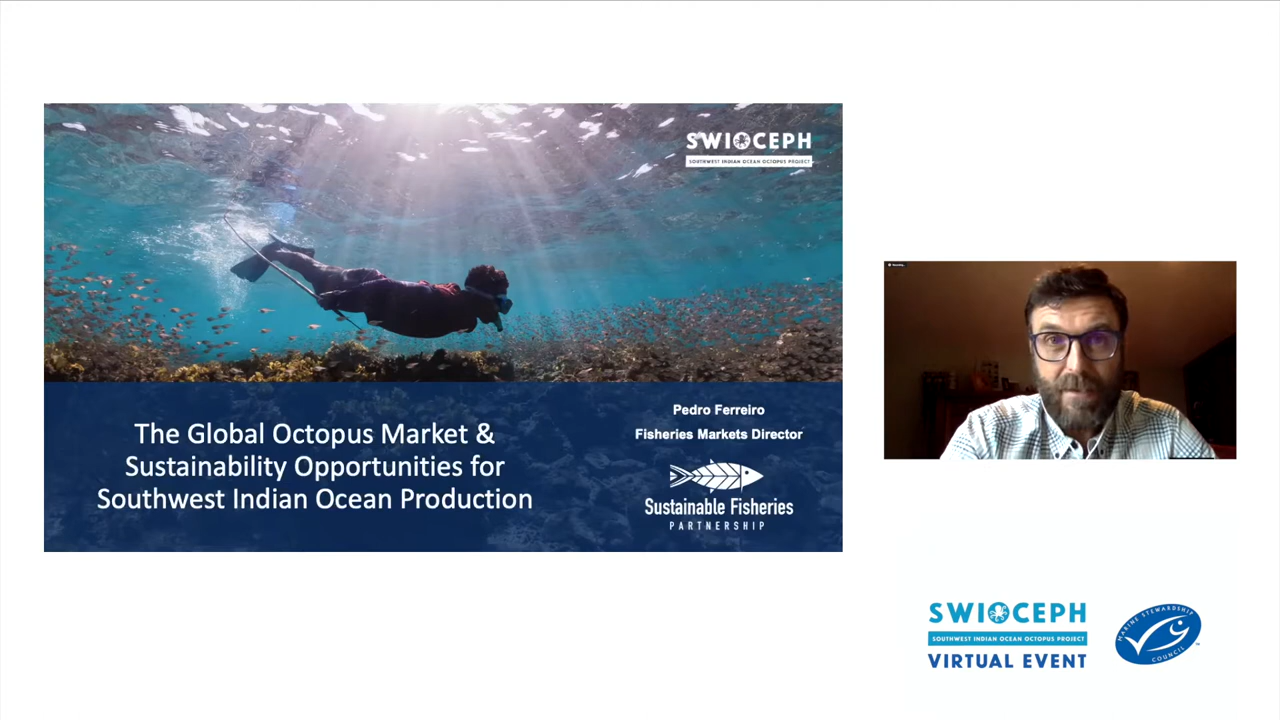 SWIOCEPH
SOUTHWEST INDIAN OCEAN OCTOPUS PROJECT
The Global Octopus Market &
Sustainability Opportunities for
Southwest Indian Ocean Production
Pedro Ferreiro
Fisheries Markets Director
Sustainable Fisheries
PARTNERSHIP
SWIOCEPH
SOUTHWEST INDIAN OCEAN OCTOPUS PROJECT
VIRTUAL EVENT
MARINE STEWARDSHIP
COUNCIL
TM